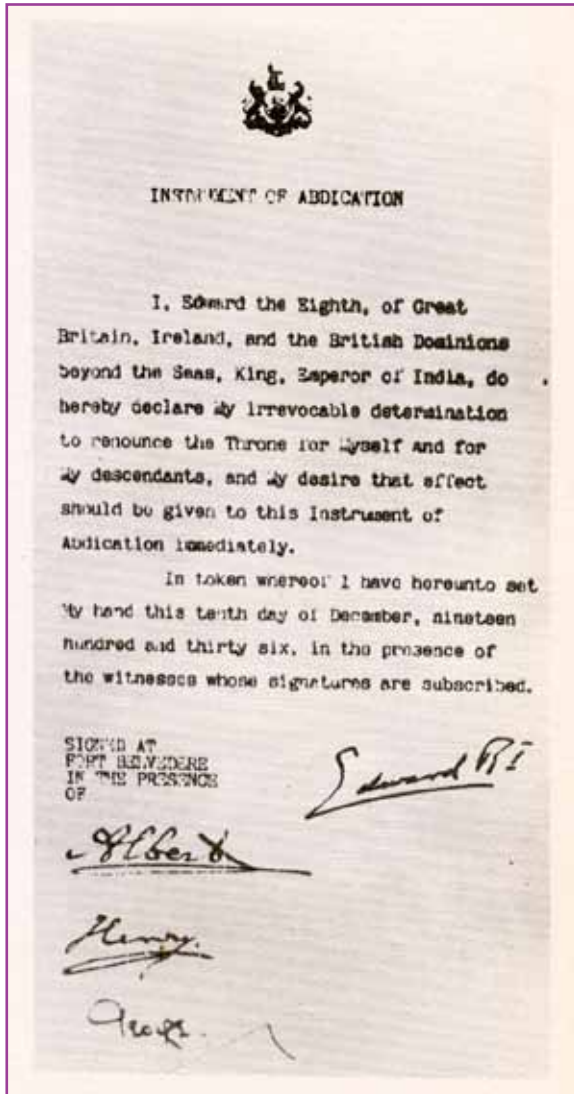 INSTRUMENT OF ABDICATION
I, Edward the Eighth, of Great
Britain, Ireland, and the British Dominions
beyond the Seas, King, Emperor of India, do
hereby declare My irrevocable determination
to renounce the Throne for Myself and for
My descendants, and My desire that effect
should be given to this Instrument of
Abdication immediately.
In token whereof I have hereunto set
My hand this tenth day of December, nineteen
hundred and thirty six, in the presence of
the witnesses whose signatures are subscribed.
SIGNED AT
FORT BELVEDERE
IN THE PRESENCE
OF
Edward RI
Albert
Henry.
George.